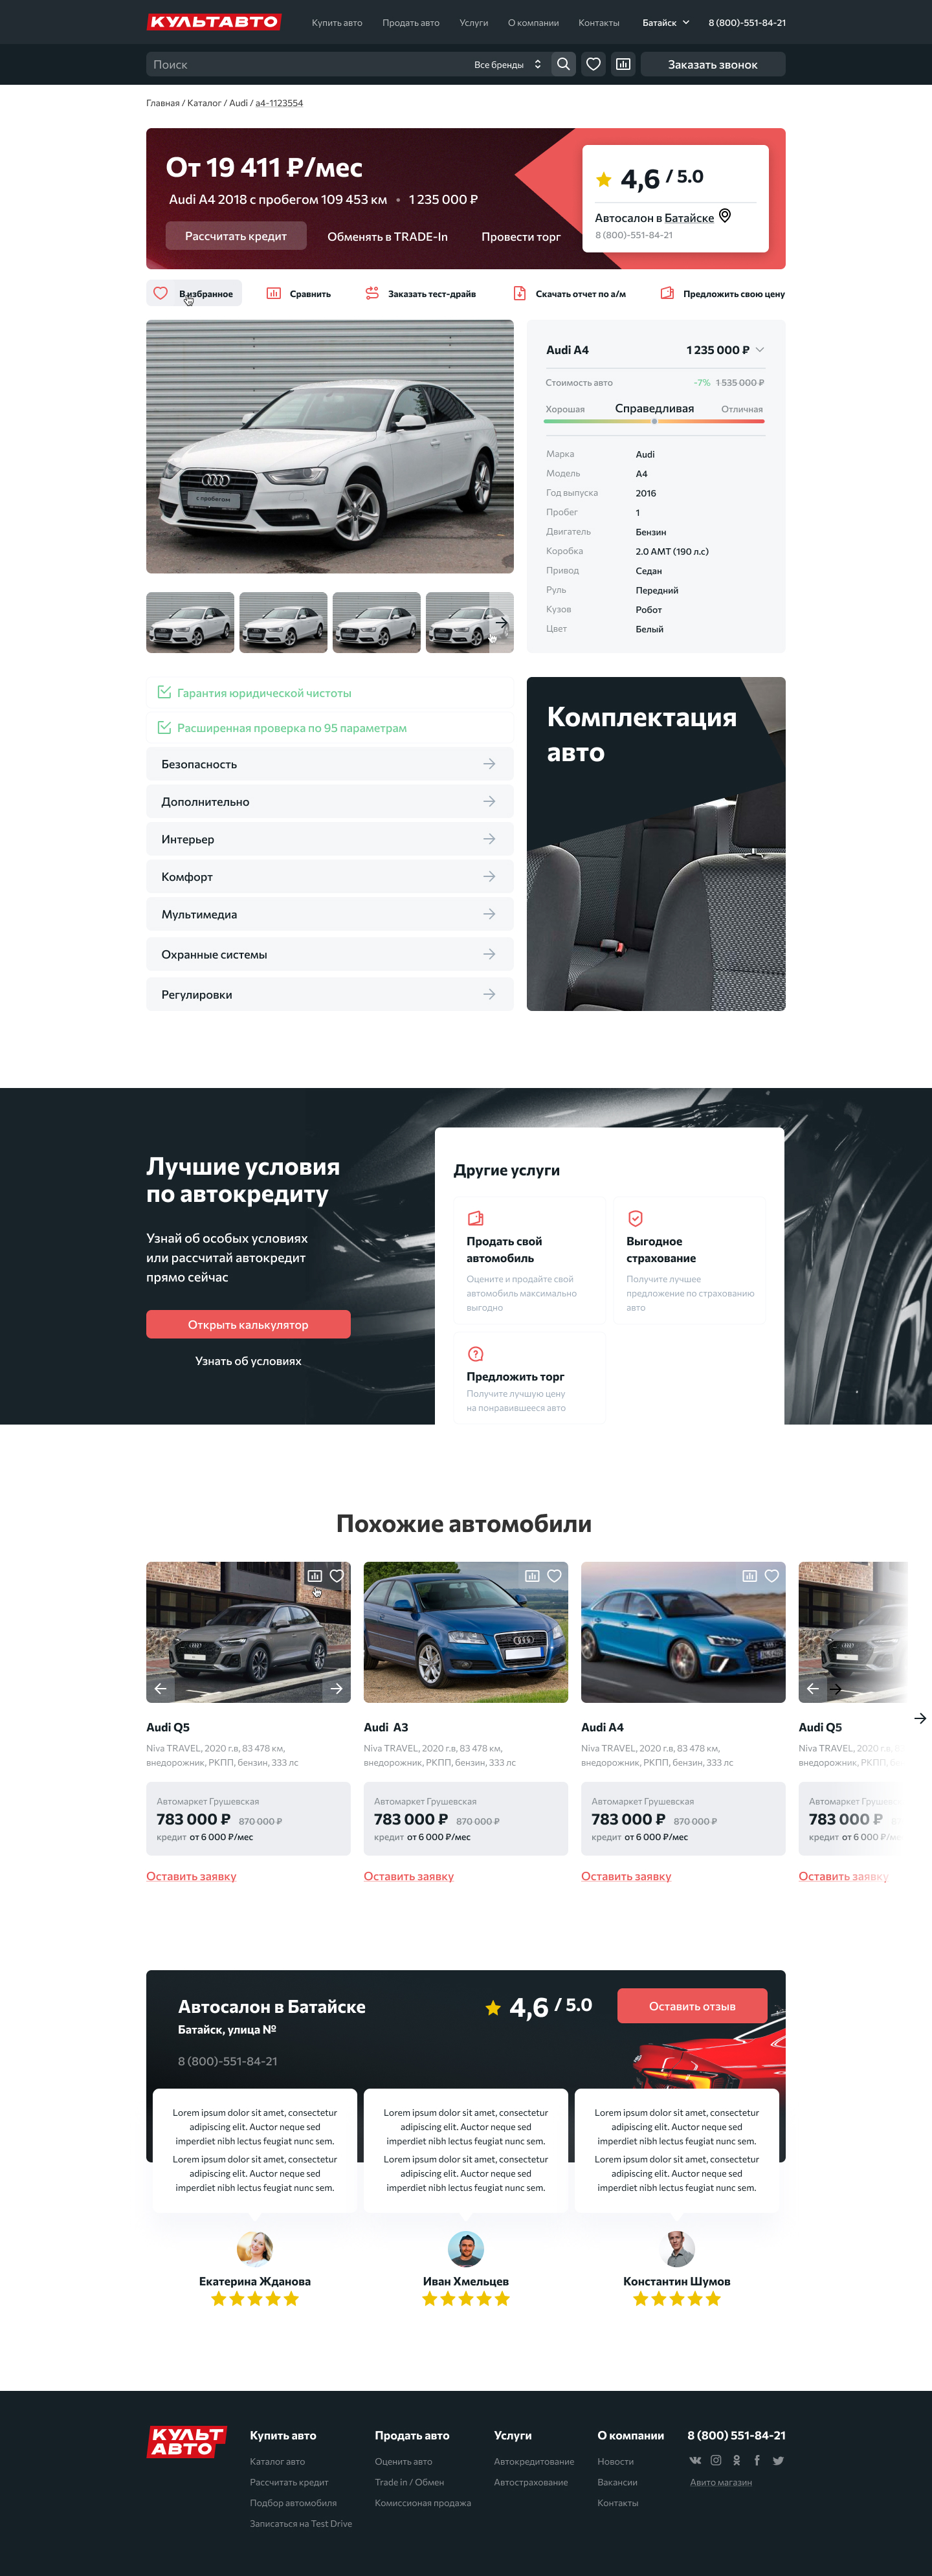 КУЛЬТАВТО
Купить авто Продать авто Услуги О компании Контакты Батайск 8 (800)-551-84-21
Поиск Все бренды Заказать звонок
Главная / Каталог / Audi / a4-1123554
От 19 411 ₽/мес
Audi A4 2018 с пробегом 109 453 км • 1 235 000 ₽
Рассчитать кредит Обменять в TRADE-In Провести торг
4,6 / 5.0
Автосалон в Батайске
8 (800)-551-84-21
В избранное Сравнить Заказать тест-драйв Скачать отчет по а/м Предложить свою цену
с пробегом
Audi A4 1 235 000 ₽
Стоимость авто -7% 1 535 000 ₽
Хорошая Справедливая Отличная
Марка Audi
Модель A4
Год выпуска 2016
Пробег 1
Двигатель Бензин
Коробка 2.0 AMT (190 л.с)
Привод Седан
Руль Передний
Кузов Робот
Цвет Белый
Гарантия юридической чистоты
Расширенная проверка по 95 параметрам
Безопасность
Дополнительно
Интерьер
Комфорт
Мультимедиа
Охранные системы
Регулировки
Комплектация
авто
Лучшие условия
по автокредиту
Узнай об особых условиях
или рассчитай автокредит
прямо сейчас
Открыть калькулятор
Узнать об условиях
Другие услуги
Продать свой
автомобиль
Оцените и продайте свой
автомобиль максимально
выгодно
Выгодное
страхование
Получите лучшее
предложение по страхованию
авто
Предложить торг
Получите лучшую цену
на понравившееся авто
Похожие автомобили
Audi Q5 Audi A3 Audi A4 Audi Q5
Niva TRAVEL, 2020 г.в, 83 478 км, Niva TRAVEL, 2020 г.в, 83 478 км, Niva TRAVEL, 2020 г.в, 83 478 км, Niva TRAVEL, 2020 г.в,
внедорожник, РКПП, бензин, 333 лс внедорожник, РКПП, бензин, 333 лс внедорожник, РКПП, бензин, 333 лс внедорожник, РКПП,
Автомаркет Грушевская Автомаркет Грушевская Автомаркет Грушевская Автомаркет
783 000 ₽ 870 000 ₽ 783 000 ₽ 870 000 ₽ 783 000 ₽ 870 000 ₽ 783 000 ₽
кредит от 6 000 ₽/мес кредит от 6 000 ₽/мес кредит от 6 000 ₽/мес кредит от 6 000
Оставить заявку Оставить заявку Оставить заявку Оставить заявку
Автосалон в Батайске
Батайск, улица №
8 (800)-551-84-21
4,6 / 5.0
Оставить отзыв
Lorem ipsum dolor sit amet, consectetur
adipiscing elit. Auctor neque sed
imperdiet nibh lectus feugiat nunc sem.
Lorem ipsum dolor sit amet, consectetur
adipiscing elit. Auctor neque sed
imperdiet nibh lectus feugiat nunc sem.
Екатерина Жданова
Lorem ipsum dolor sit amet, consectetur
adipiscing elit. Auctor neque sed
imperdiet nibh lectus feugiat nunc sem.
Lorem ipsum dolor sit amet, consectetur
adipiscing elit. Auctor neque sed
imperdiet nibh lectus feugiat nunc sem.
Иван Хмельцев
Lorem ipsum dolor sit amet, consectetur
adipiscing elit. Auctor neque sed
imperdiet nibh lectus feugiat nunc sem.
Lorem ipsum dolor sit amet, consectetur
adipiscing elit. Auctor neque sed
imperdiet nibh lectus feugiat nunc sem.
Константин Шумов
КУЛЬТ
АВТО
Купить авто
Каталог авто
Рассчитать кредит
Подбор автомобиля
Записаться на Test Drive
Продать авто
Оценить авто
Trade in / Обмен
Комиссионая продажа
Услуги
Автокредитование
Автострахование
О компании
Новости
Вакансии
Контакты
8 (800) 551-84-21
Авито магазин